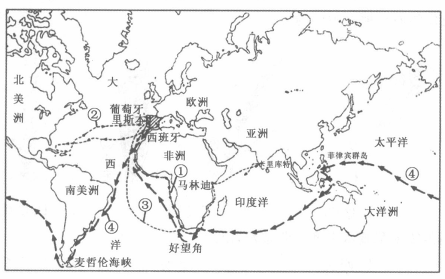 北
美
洲
大
西
洋
葡萄牙
里斯本
②
西班牙
欧洲
亚洲
非洲
①
马林迪
③
④
南美洲
麦哲伦海峡
好望角
印度洋
卡里库特
菲律宾群岛
太平洋
④
大洋洲